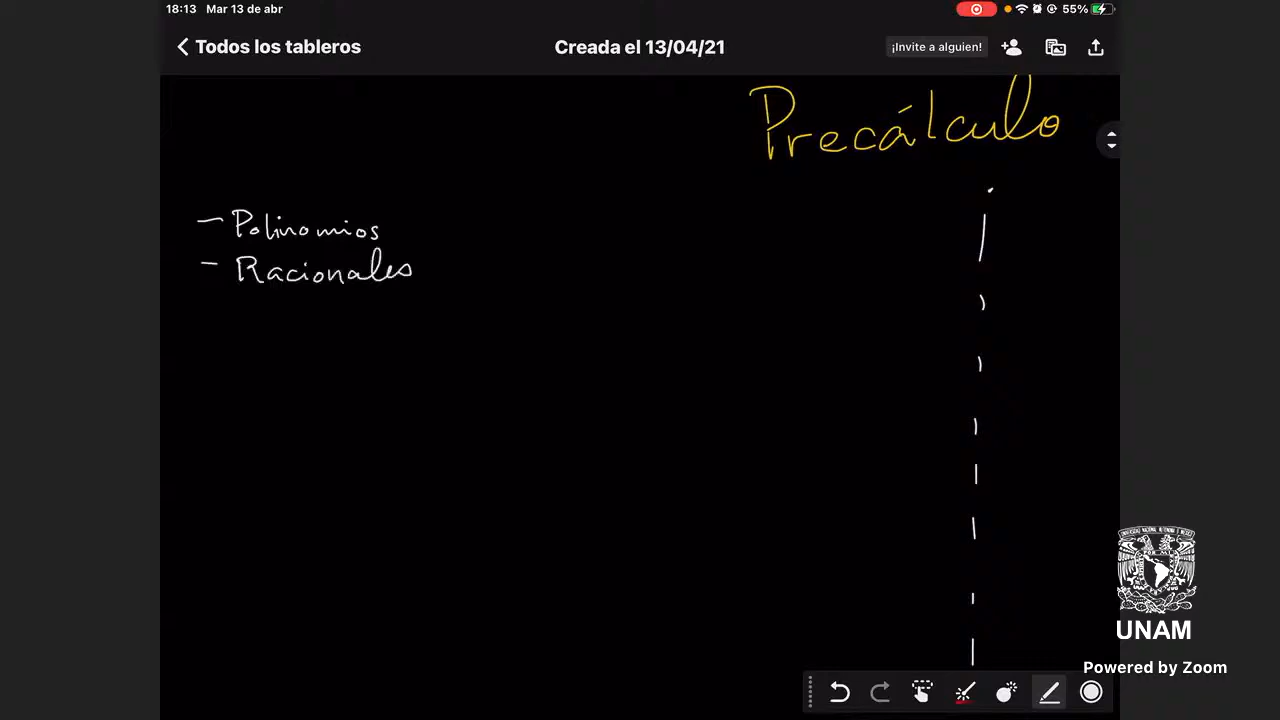 18:13 Mar 13 de abr 55%
Todos los tableros Creada el 13/04/21 ¡Invite a alguien!
Precálculo
- Polinomios
- Racionales
UNAM
Powered by Zoom